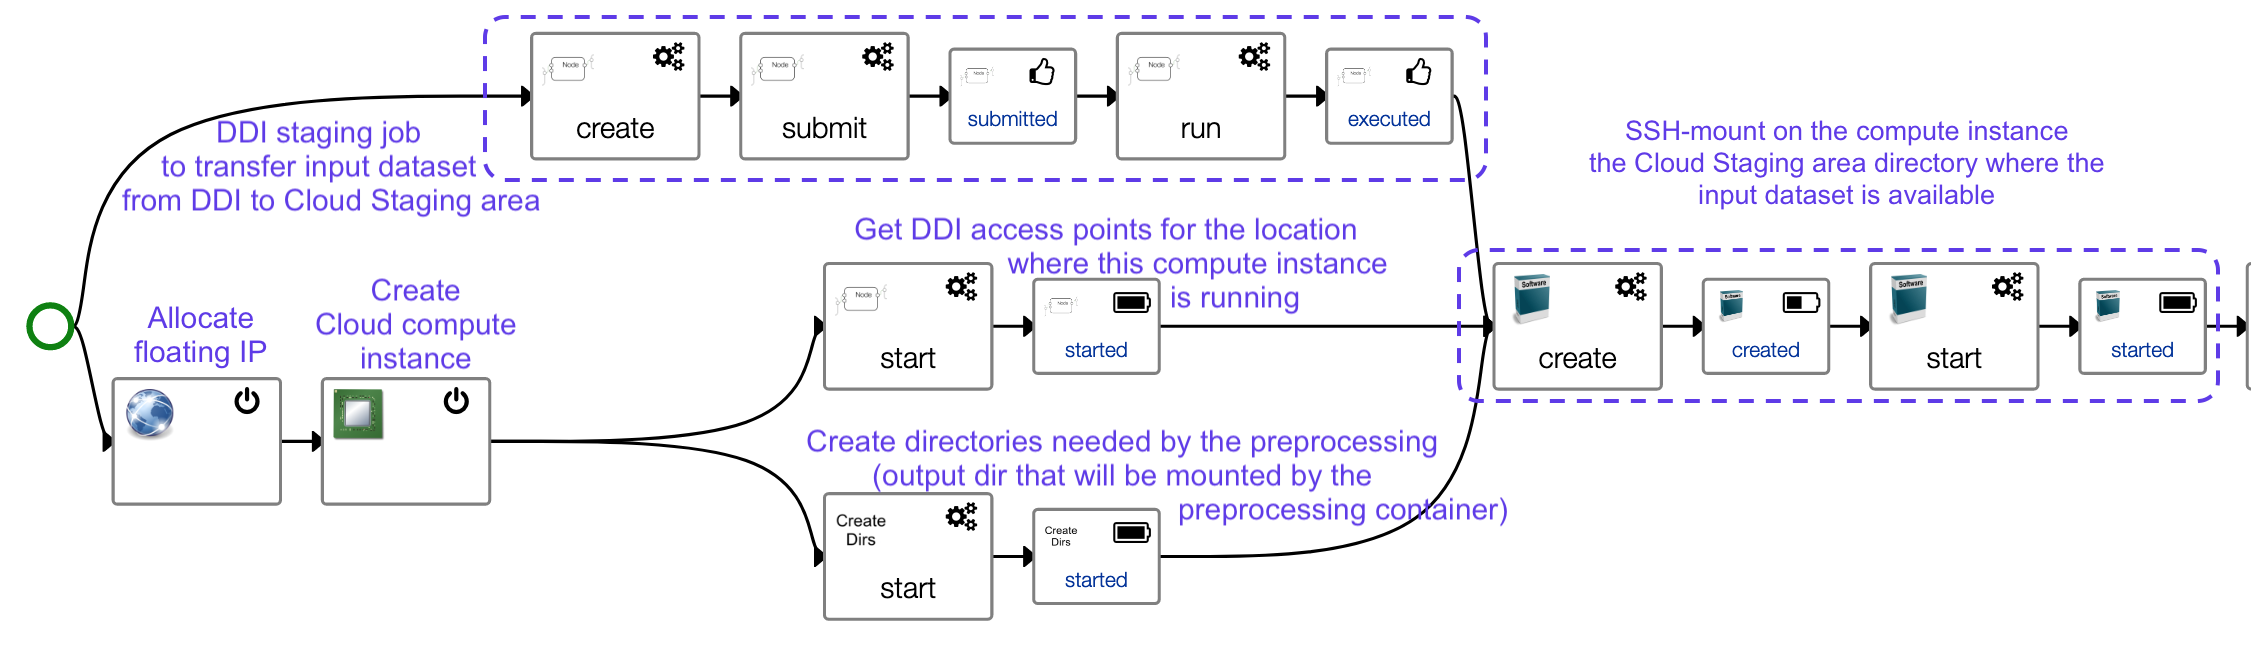 Node
create
Node
submit
Node
submitted
Node
run
Node
executed
DDI staging job
to transfer input dataset
from DDI to Cloud Staging area
SSH-mount on the compute instance
the Cloud Staging area directory where the
input dataset is available
Get DDI access points for the location
where this compute instance
is running
Allocate
floating IP
Create
Cloud compute
instance
Node
start
Node
started
Software
create
Software
created
Software
start
Software
started
Create directories needed by the preprocessing
(output dir that will be mounted by the
preprocessing container)
Create
Dirs
start
Create
Dirs
started